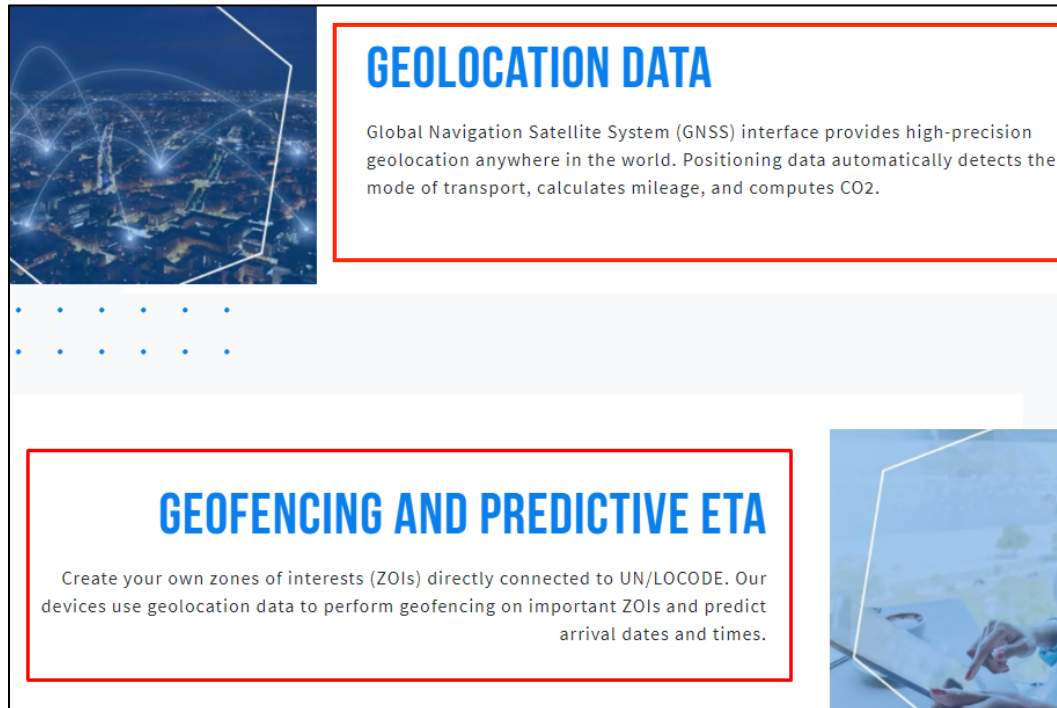 GEOLOCATION DATA
Global Navigation Satellite System (GNSS) interface provides high-precision
geolocation anywhere in the world. Positioning data automatically detects the
mode of transport, calculates mileage, and computes CO2.
GEOFENCING AND PREDICTIVE ETA
Create your own zones of interests (ZOIs) directly connected to UN/LOCODE. Our
devices use geolocation data to perform geofencing on important ZOIs and predict
arrival dates and times.